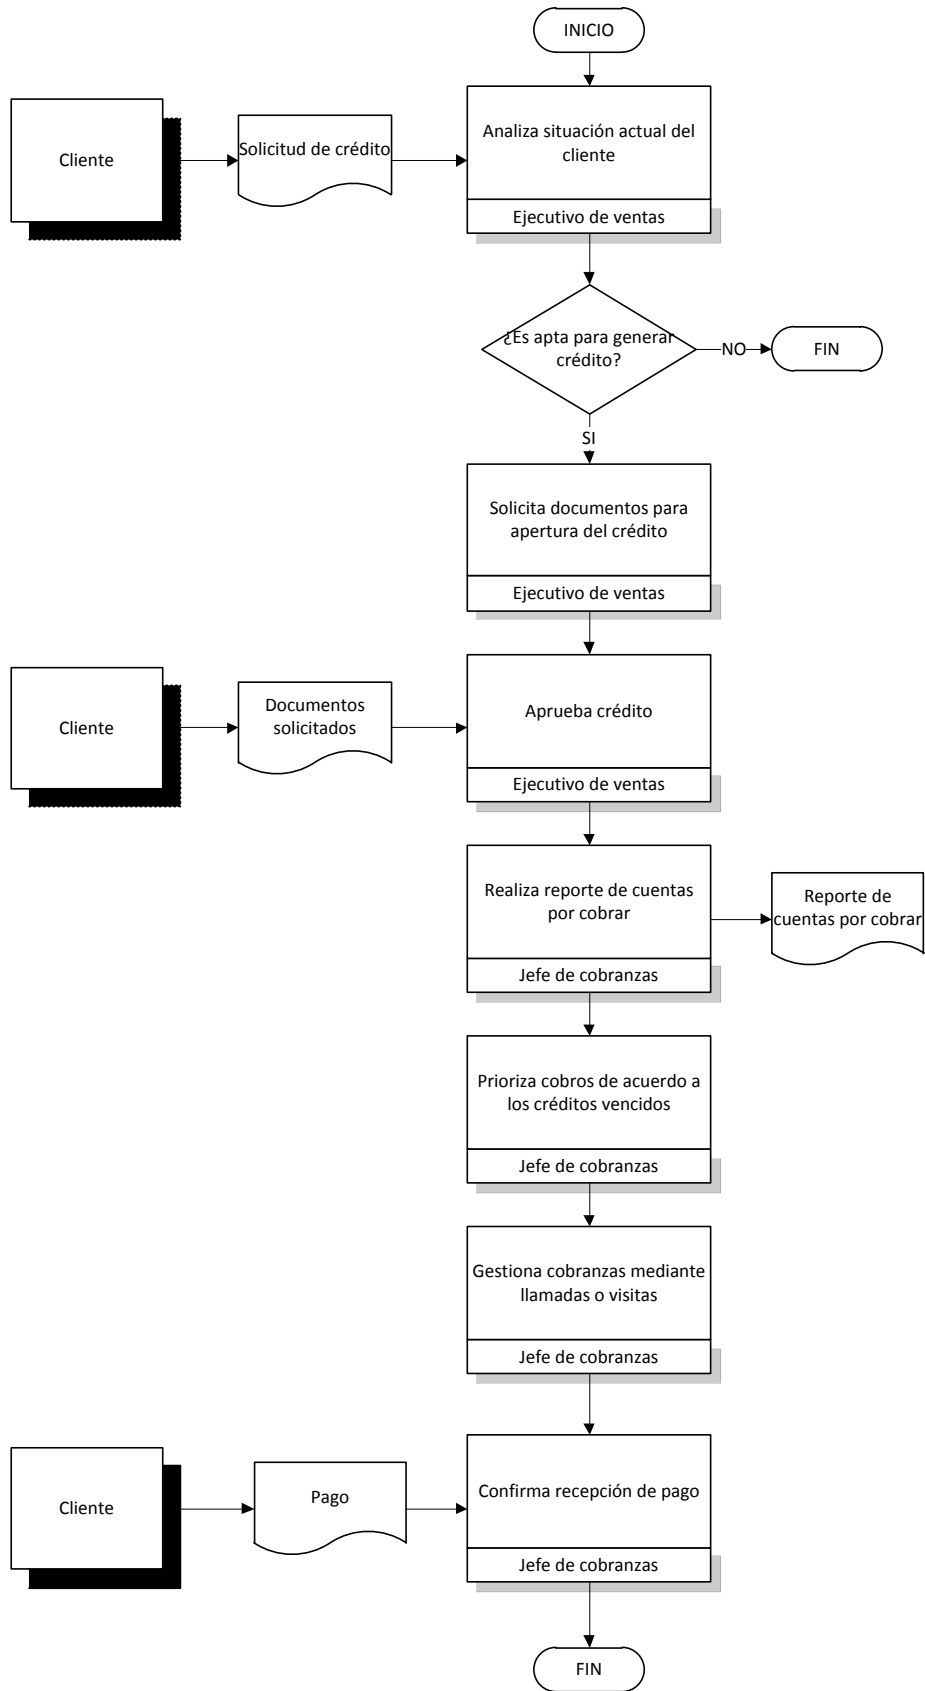 INICIO
Cliente
Solicitud de crédito
Analiza situación actual del
cliente
Ejecutivo de ventas
¿Es apta para generar
crédito?
NO
FIN
SI
Solicita documentos para
apertura del crédito
Ejecutivo de ventas
Cliente
Documentos
solicitados
Aprueba crédito
Ejecutivo de ventas
Realiza reporte de cuentas
por cobrar
Jefe de cobranzas
Reporte de
cuentas por cobrar
Prioriza cobros de acuerdo a
los créditos vencidos
Jefe de cobranzas
Gestiona cobranzas mediante
llamadas o visitas
Jefe de cobranzas
Cliente
Pago
Confirma recepción de pago
Jefe de cobranzas
FIN